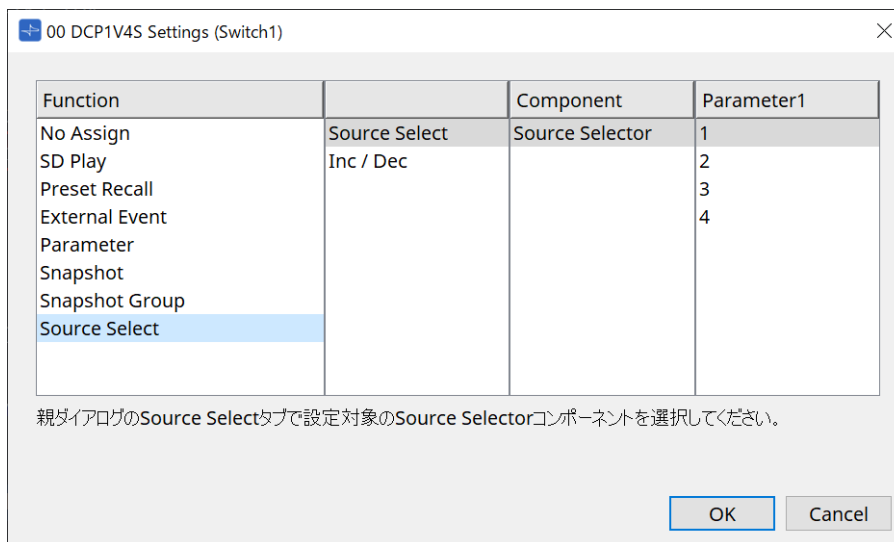 00 DCP1V4S Settings (Switch1)
Function Component Parameter1
No Assign Source Select Source Selector 1
SD Play Inc / Dec 2
Preset Recall 3
External Event 4
Parameter
Snapshot
Snapshot Group
Source Select
親ダイアログのSource Selectタブで設定対象のSource Selectorコンポーネントを選択してください。
OK Cancel